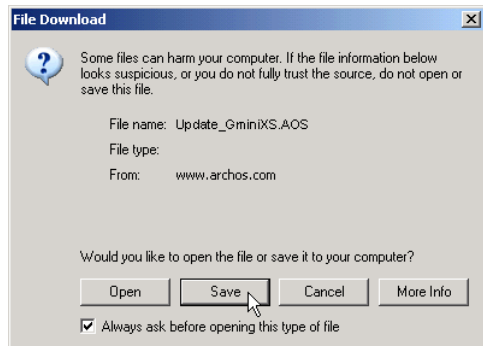 File Download
Some files can harm your computer. If the file information below
looks suspicious, or you do not fully trust the source, do not open or
save this file.
File name: Update_GminiXS.AOS
File type:
From: www.archos.com
Would you like to open the file or save it to your computer?
Open Save Cancel More Info
Always ask before opening this type of file